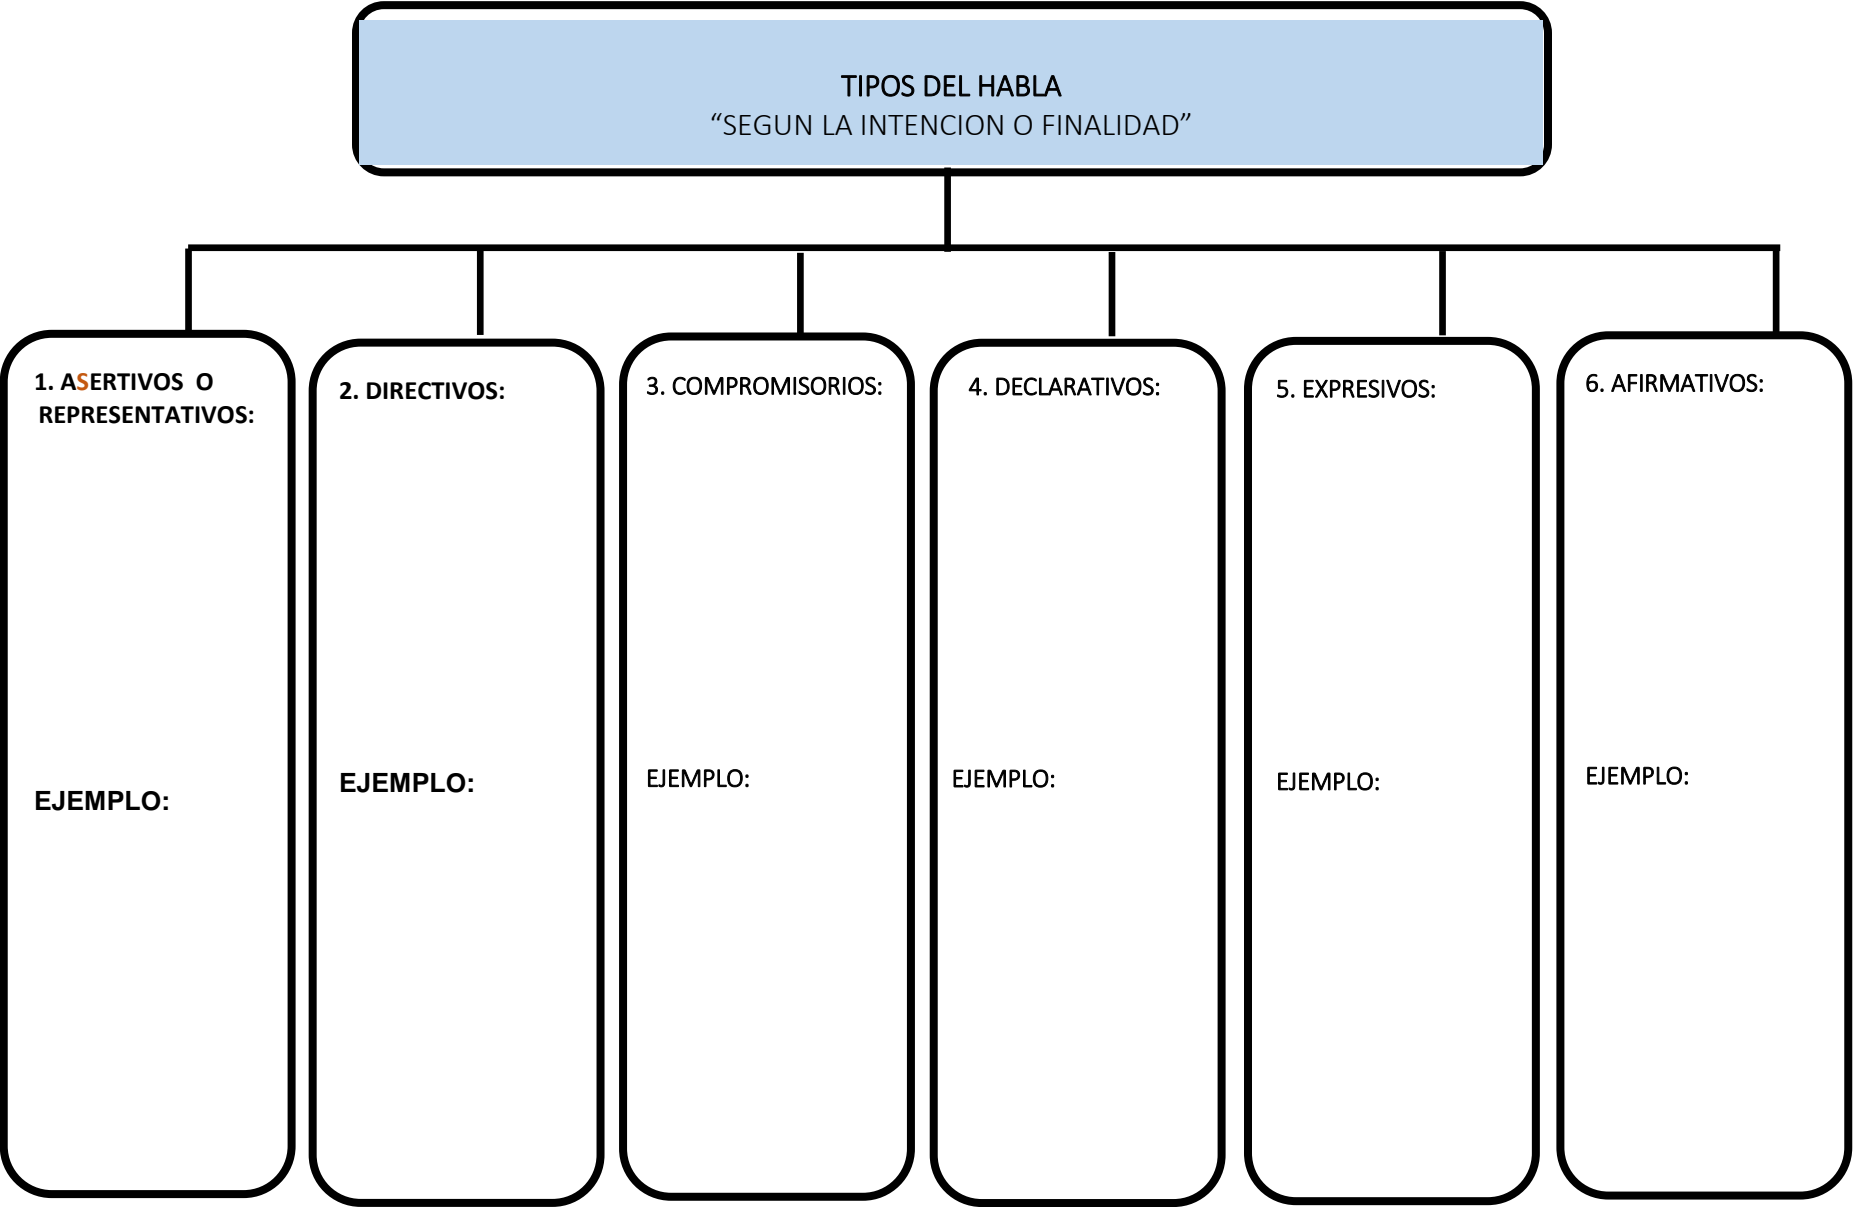 TIPOS DEL HABLA
“SEGUN LA INTENCION O FINALIDAD”
1. ASERTIVOS O
REPRESENTATIVOS:
EJEMPLO:
2. DIRECTIVOS:
EJEMPLO:
3. COMPROMISORIOS:
EJEMPLO:
4. DECLARATIVOS:
EJEMPLO:
5. EXPRESIVOS:
EJEMPLO:
6. AFIRMATIVOS:
EJEMPLO: